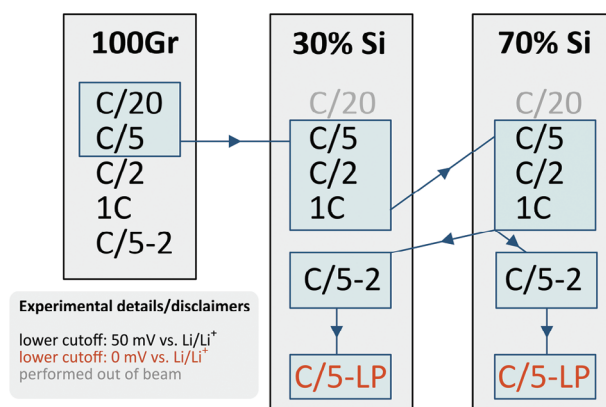 100Gr
C/20
C/5
C/2
1C
C/5-2
30% Si
C/20
C/5
C/2
1C
C/5-2
C/5-LP
70% Si
C/20
C/5
C/2
1C
C/5-2
C/5-LP
Experimental details/disclaimers
lower cutoff: 50 mV vs. Li/Li⁺
lower cutoff: 0 mV vs. Li/Li⁺
performed out of beam